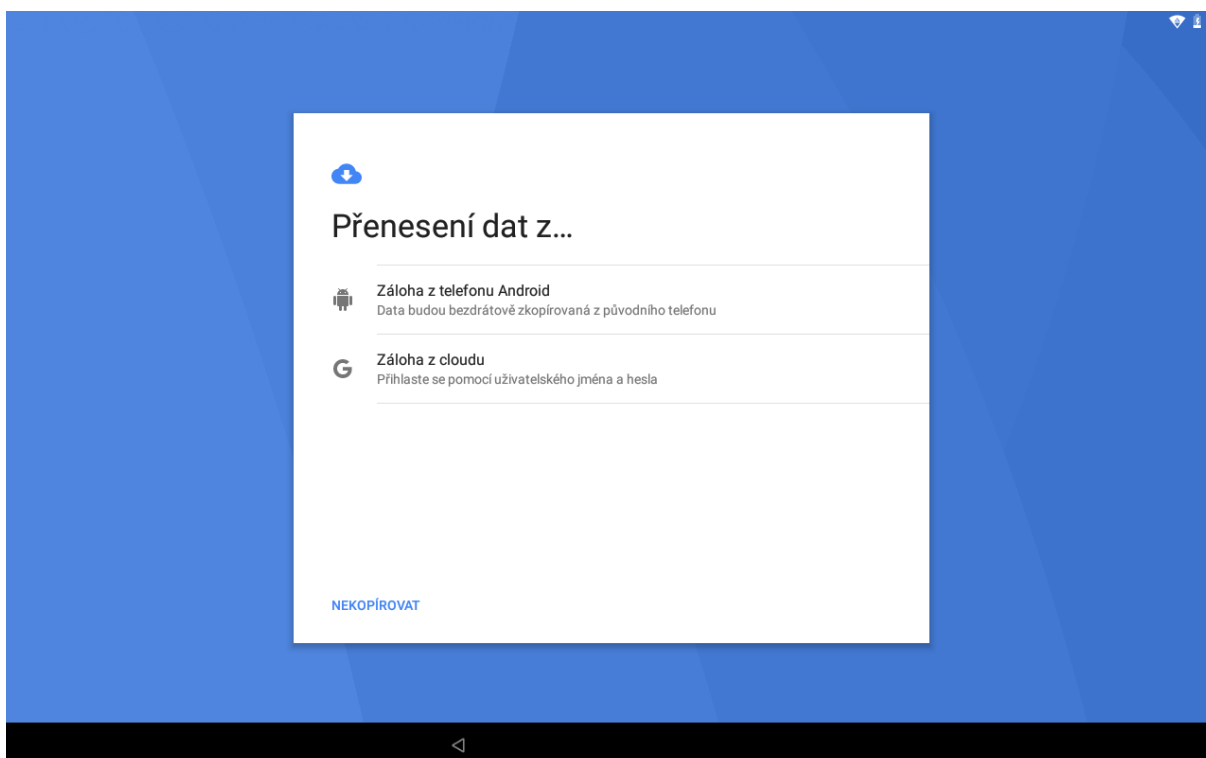 Přenesení dat z...
Záloha z telefonu Android
Data budou bezdrátově zkopírovaná z původního telefonu
Záloha z cloudu
Přihlaste se pomocí uživatelského jména a hesla
NEKOPÍROVAT